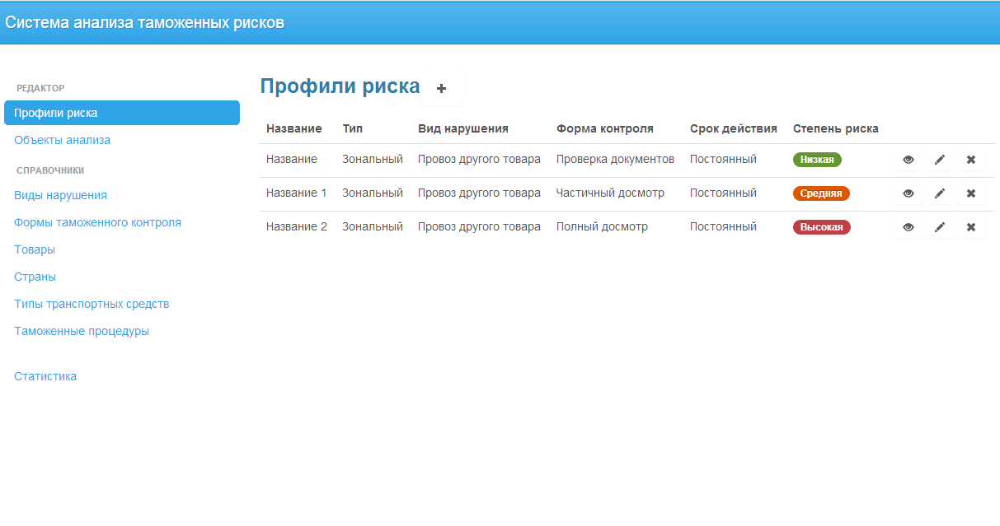 Система анализа таможенных рисков
РЕДАКТОР
Профили риска
Объекты анализа
СПРАВОЧНИКИ
Виды нарушения
Формы таможенного контроля
Товары
Страны
Типы транспортных средств
Таможенные процедуры
Статистика
Профили риска +
Название Тип Вид нарушения Форма контроля Срок действия Степень риска
Название Зональный Провоз другого товара Проверка документов Постоянный Низкая
Название 1 Зональный Провоз другого товара Частичный досмотр Постоянный Средняя
Название 2 Зональный Провоз другого товара Полный досмотр Постоянный Высокая